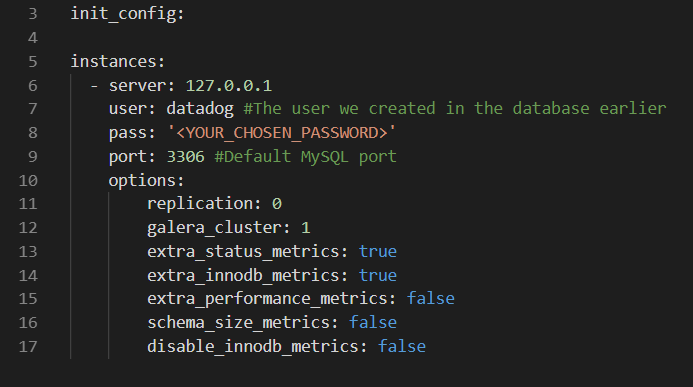 3 init_config:
4
5 instances:
6 - server: 127.0.0.1
7 user: datadog #The user we created in the database earlier
8 pass: '<YOUR_CHOSEN_PASSWORD>'
9 port: 3306 #Default MySQL port
10 options:
11 replication: 0
12 galera_cluster: 1
13 extra_status_metrics: true
14 extra_innodb_metrics: true
15 extra_performance_metrics: false
16 schema_size_metrics: false
17 disable_innodb_metrics: false